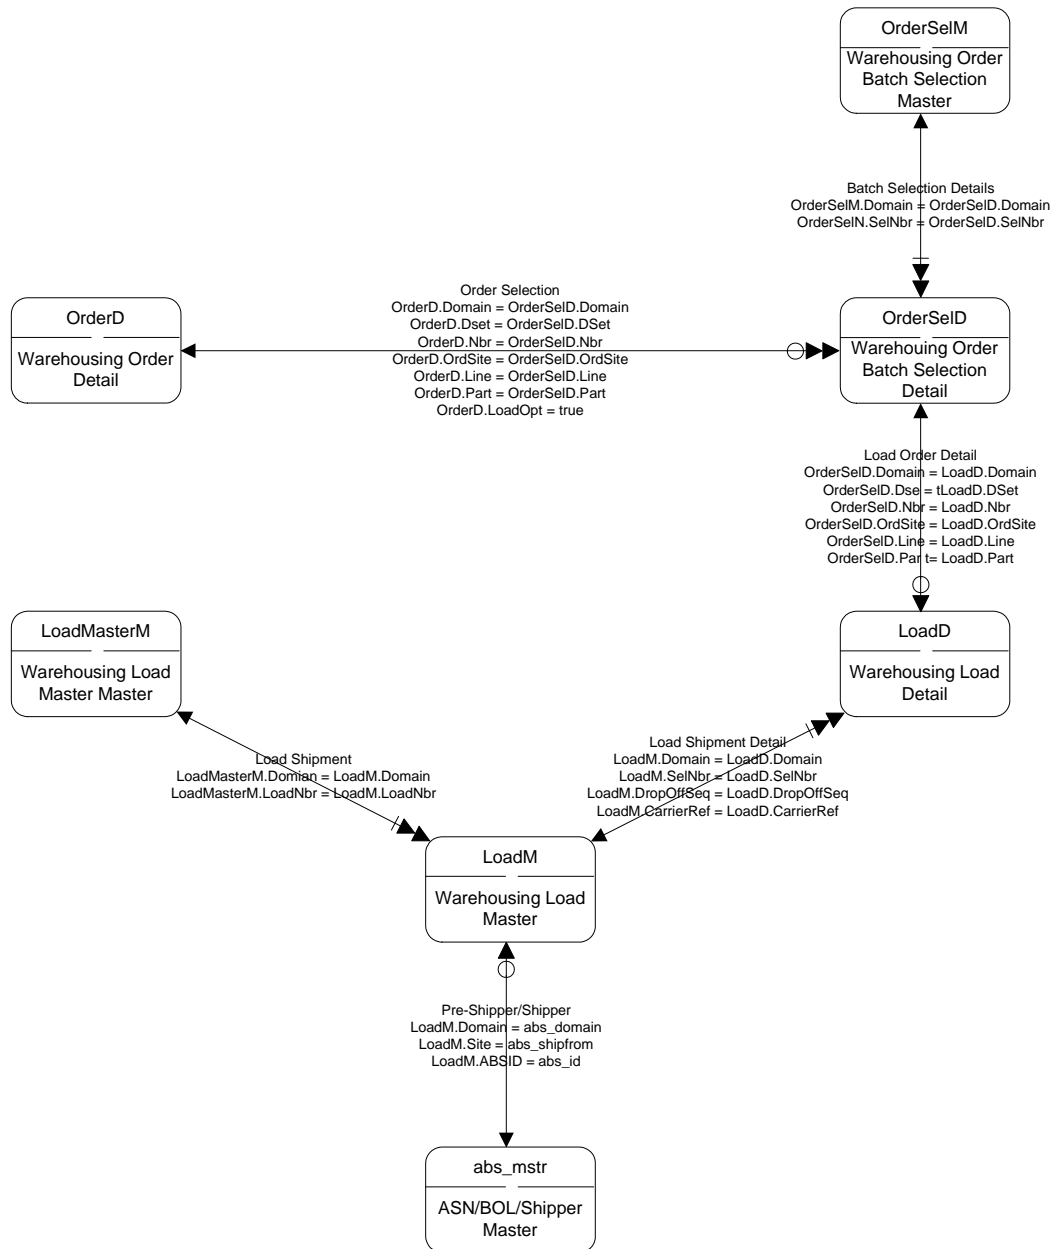 OrderSelM
Warehousing Order
Batch Selection
Master
Batch Selection Details
OrderSelM.Domain = OrderSelD.Domain
OrderSelN.SelNbr = OrderSelD.SelNbr
Order Selection
OrderD.Domain = OrderSelD.Domain
OrderD.Dset = OrderSelD.DSet
OrderD.Nbr = OrderSelD.Nbr
OrderD.OrdSite = OrderSelD.OrdSite
OrderD.Line = OrderSelD.Line
OrderD.Part = OrderSelD.Part
OrderD.LoadOpt = true
OrderD
Warehousing Order
Detail
OrderSelD
Warehouing Order
Batch Selection
Detail
Load Order Detail
OrderSelD.Domain = LoadD.Domain
OrderSelD.Dse = tLoadD.DSet
OrderSelD.Nbr = LoadD.Nbr
OrderSelD.OrdSite = LoadD.OrdSite
OrderSelD.Line = LoadD.Line
OrderSelD.Par t= LoadD.Part
LoadMasterM
Warehousing Load
Master Master
LoadD
Warehousing Load
Detail
Load Shipment
LoadMasterM.Domian = LoadM.Domain
LoadMasterM.LoadNbr = LoadM.LoadNbr
Load Shipment Detail
LoadM.Domain = LoadD.Domain
LoadM.SelNbr = LoadD.SelNbr
LoadM.DropOffSeq = LoadD.DropOffSeq
LoadM.CarrierRef = LoadD.CarrierRef
LoadM
Warehousing Load
Master
Pre-Shipper/Shipper
LoadM.Domain = abs_domain
LoadM.Site = abs_shipfrom
LoadM.ABSID = abs_id
abs_mstr
ASN/BOL/Shipper
Master